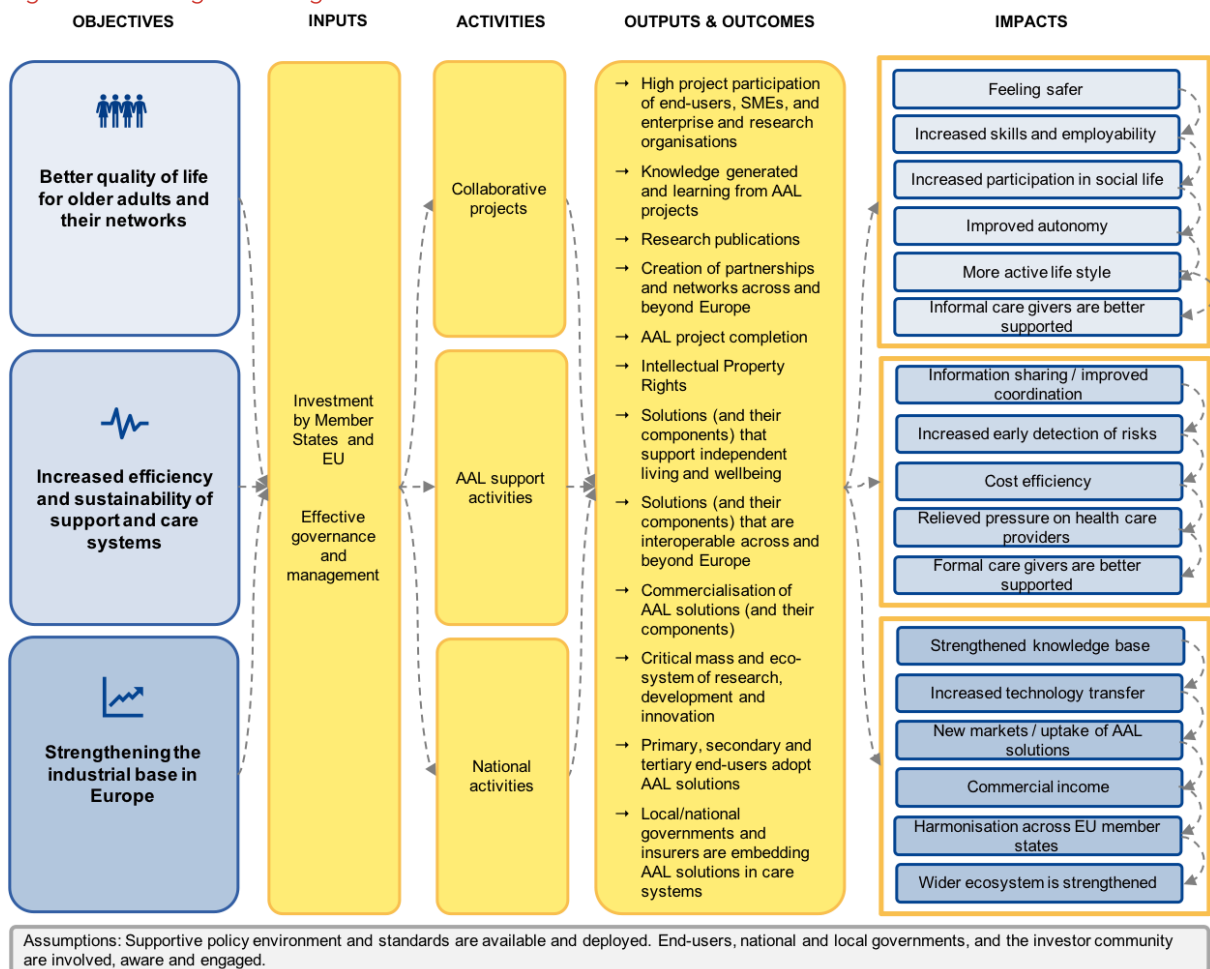 OBJECTIVES
INPUTS
ACTIVITIES
OUTPUTS & OUTCOMES
IMPACTS
Better quality of life
for older adults and
their networks
Increased efficiency
and sustainability of
support and care
systems
Strengthening the
industrial base in
Europe
Investment
by Member
States and
EU
Effective
governance
and
management
Collaborative
projects
AAL support
activities
National
activities
→ High project participation
of end-users, SMEs, and
enterprise and research
organisations
→ Knowledge generated
and learning from AAL
projects
→ Research publications
→ Creation of partnerships
and networks across and
beyond Europe
→ AAL project completion
→ Intellectual Property
Rights
→ Solutions (and their
components) that
support independent
living and wellbeing
→ Solutions (and their
components) that are
interoperable across and
beyond Europe
→ Commercialisation of
AAL solutions (and their
components)
→ Critical mass and eco-
system of research,
development and
innovation
→ Primary, secondary and
tertiary end-users adopt
AAL solutions
→ Local/national
governments and
insurers are embedding
AAL solutions in care
systems
Feeling safer
Increased skills and employability
Increased participation in social life
Improved autonomy
More active life style
Informal care givers are better
supported
Information sharing / improved
coordination
Increased early detection of risks
Cost efficiency
Relieved pressure on health care
providers
Formal care givers are better
supported
Strengthened knowledge base
Increased technology transfer
New markets / uptake of AAL
solutions
Commercial income
Harmonisation across EU member
states
Wider ecosystem is strengthened
Assumptions: Supportive policy environment and standards are available and deployed. End-users, national and local governments, and the investor community
are involved, aware and engaged.